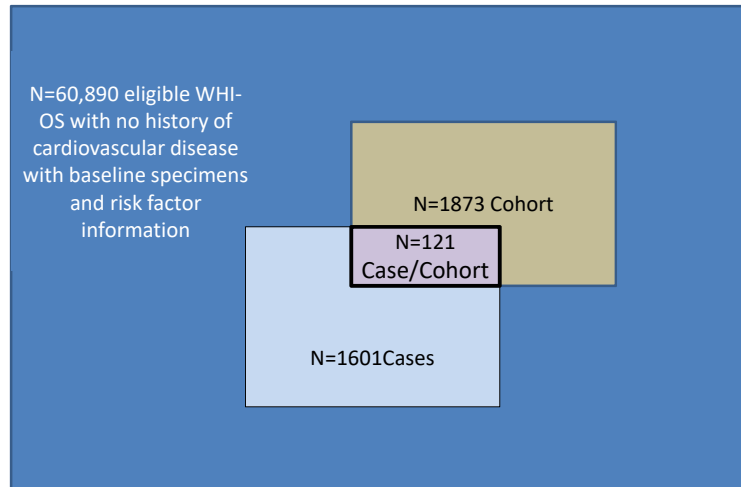 N=60,890 eligible WHI-
OS with no history of
cardiovascular disease
with baseline specimens
and risk factor
information
N=1873 Cohort
N=121
Case/Cohort
N=1601Cases